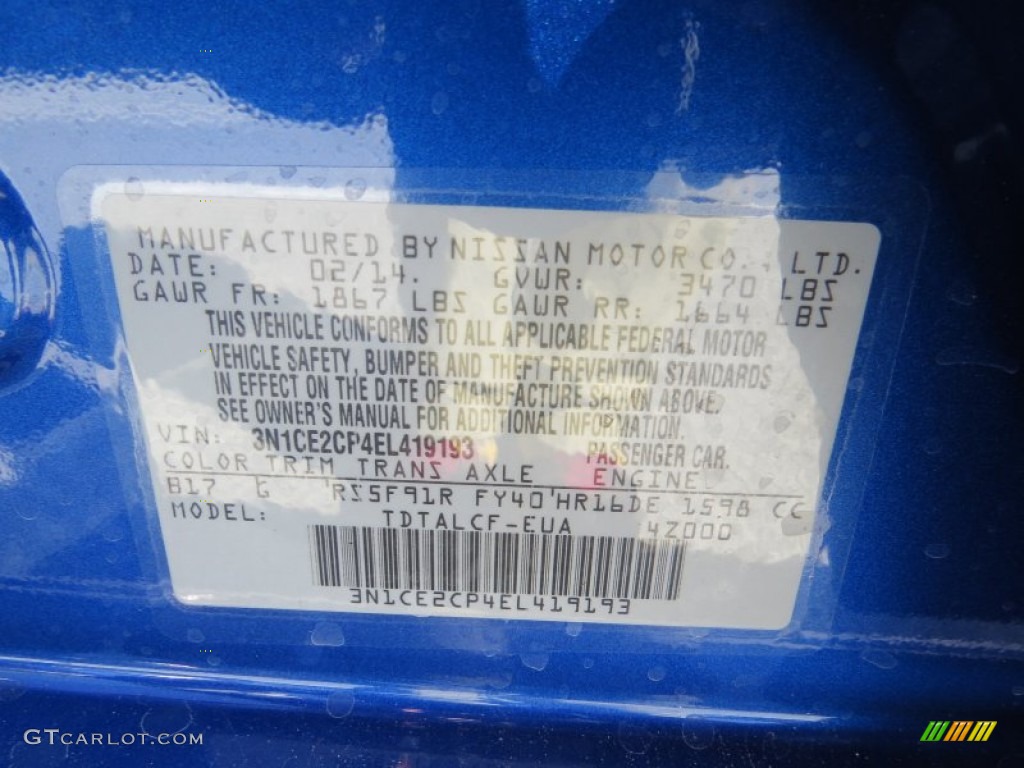 MANUFACTURED BY NISSAN MOTOR CO., LTD.
DATE: 02/14. GVWR: 3470 LBS
GAWR FR: 1867 LBS GAWR RR: 1664 LBS
THIS VEHICLE CONFORMS TO ALL APPLICABLE FEDERAL MOTOR
VEHICLE SAFETY, BUMPER AND THEFT PREVENTION STANDARDS
IN EFFECT ON THE DATE OF MANUFACTURE SHOWN ABOVE.
SEE OWNER'S MANUAL FOR ADDITIONAL INFORMATION.
VIN: 3N1CE2CP4EL419193 PASSENGER CAR.
COLOR TRIM TRANS AXLE ENGINE
B17 G 'RS5F91R FY40'HR16DE 1598 CC
MODEL: TDTALCF-EUA 4Z000
3N1CE2CP4EL419193
GTCARLOT.COM